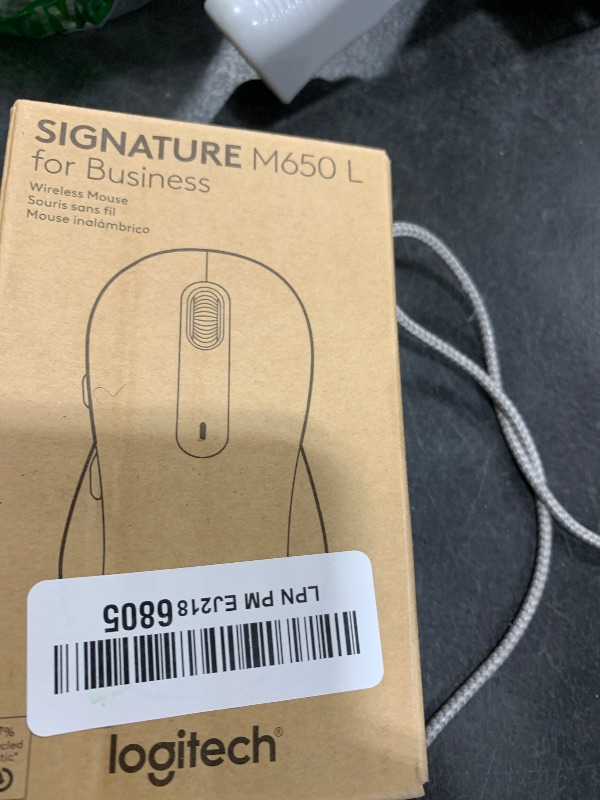 SIGNATURE M650 L
for Business
Wireless Mouse
Souris sans fil
Mouse inalámbrico
LPN PM EJ218 6805
logitech®